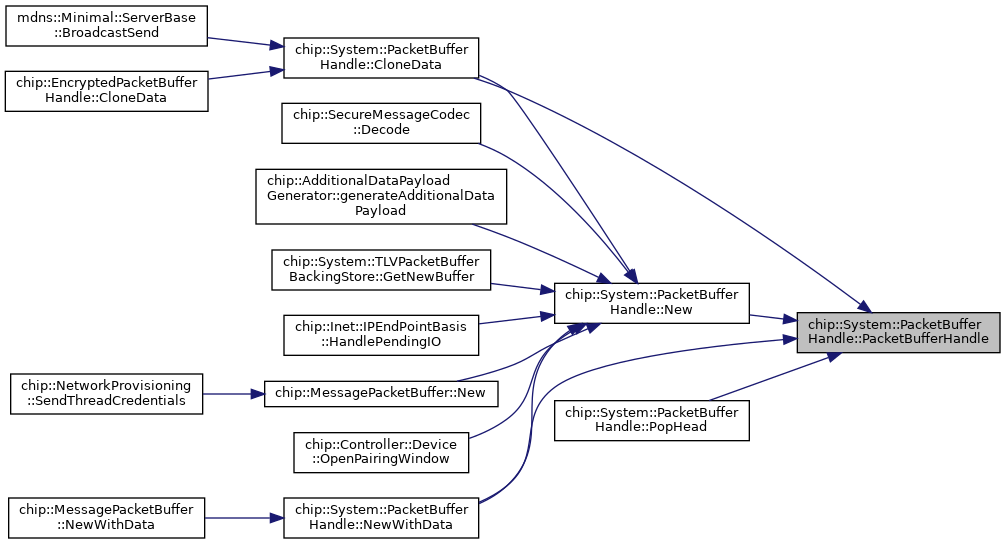 mdns::Minimal::ServerBase
::BroadcastSend
chip::EncryptedPacketBuffer
Handle::CloneData
chip::NetworkProvisioning
::SendThreadCredentials
chip::MessagePacketBuffer
::NewWithData
chip::System::PacketBuffer
Handle::CloneData
chip::SecureMessageCodec
::Decode
chip::AdditionalDataPayload
Generator::generateAdditionalData
Payload
chip::System::TLVPacketBuffer
BackingStore::GetNewBuffer
chip::Inet::IPEndPointBasis
::HandlePendingIO
chip::MessagePacketBuffer::New
chip::Controller::Device
::OpenPairingWindow
chip::System::PacketBuffer
Handle::NewWithData
chip::System::PacketBuffer
Handle::New
chip::System::PacketBuffer
Handle::PopHead
chip::System::PacketBuffer
Handle::PacketBufferHandle